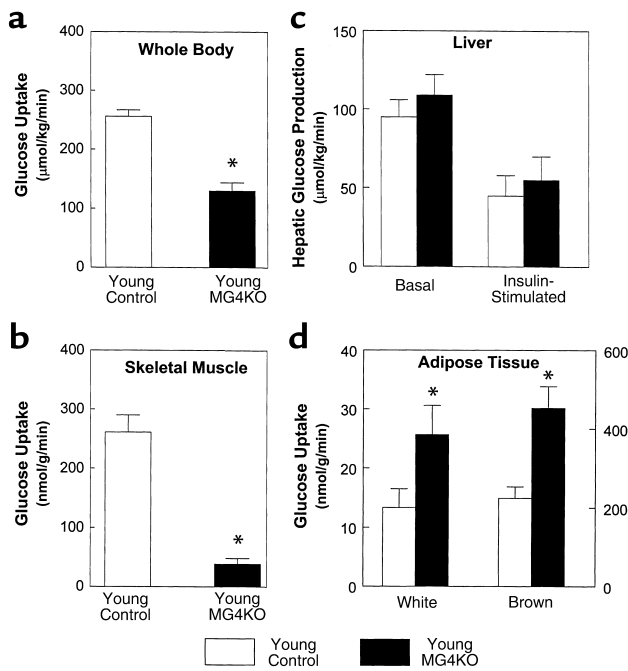 a
Whole Body
Glucose Uptake
(μmol/kg/min)
400
300
200
100
0
*
Young
Control
Young
MG4KO
c
Liver
Hepatic Glucose Production
(μmol/kg/min)
150
100
50
0
Basal
Insulin-
Stimulated
b
Skeletal Muscle
Glucose Uptake
(nmol/g/min)
400
300
200
100
0
*
Young
Control
Young
MG4KO
d
Adipose Tissue
Glucose Uptake
(nmol/g/min)
40
30
20
10
0
*
*
600
400
200
0
White
Brown
Young
Control
Young
MG4KO